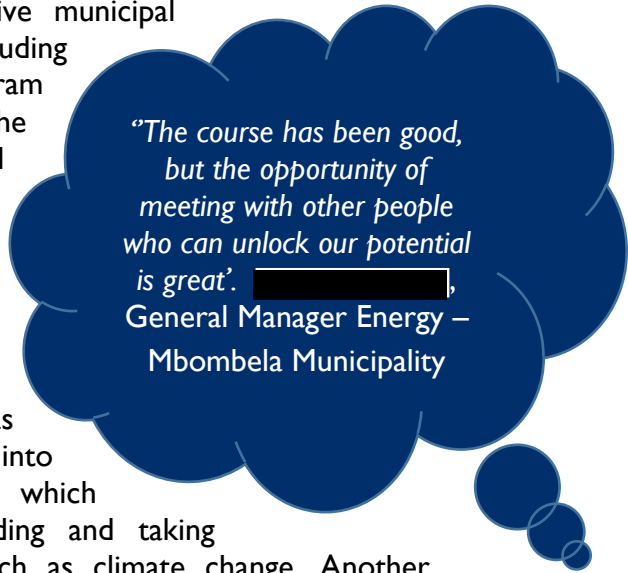 ive municipal
uding
ram
he
‘’The course has been good,
but the opportunity of
meeting with other people
who can unlock our potential
is great’. ,
General Manager Energy –
Mbombela Municipality
into
which
ding and taking
ch as climate change. Another